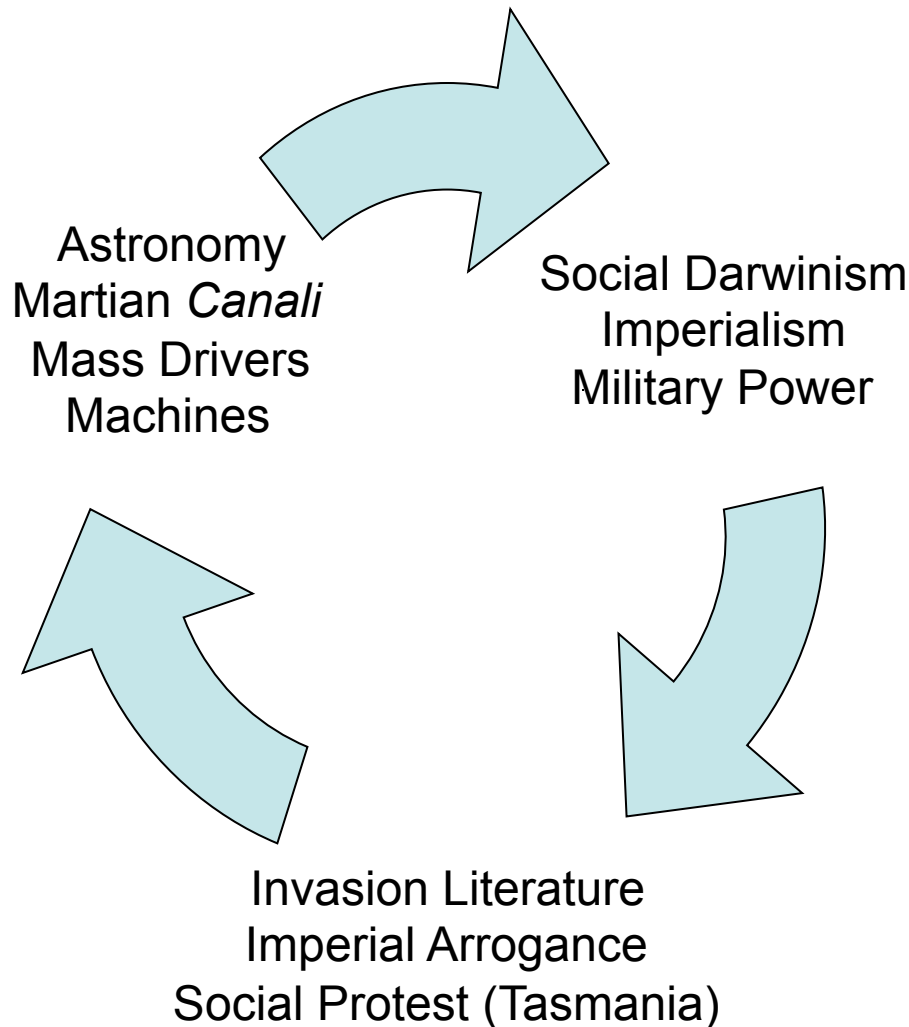 Astronomy
Martian Canali
Mass Drivers
Machines
Social Darwinism
Imperialism
Military Power
Invasion Literature
Imperial Arrogance
Social Protest (Tasmania)